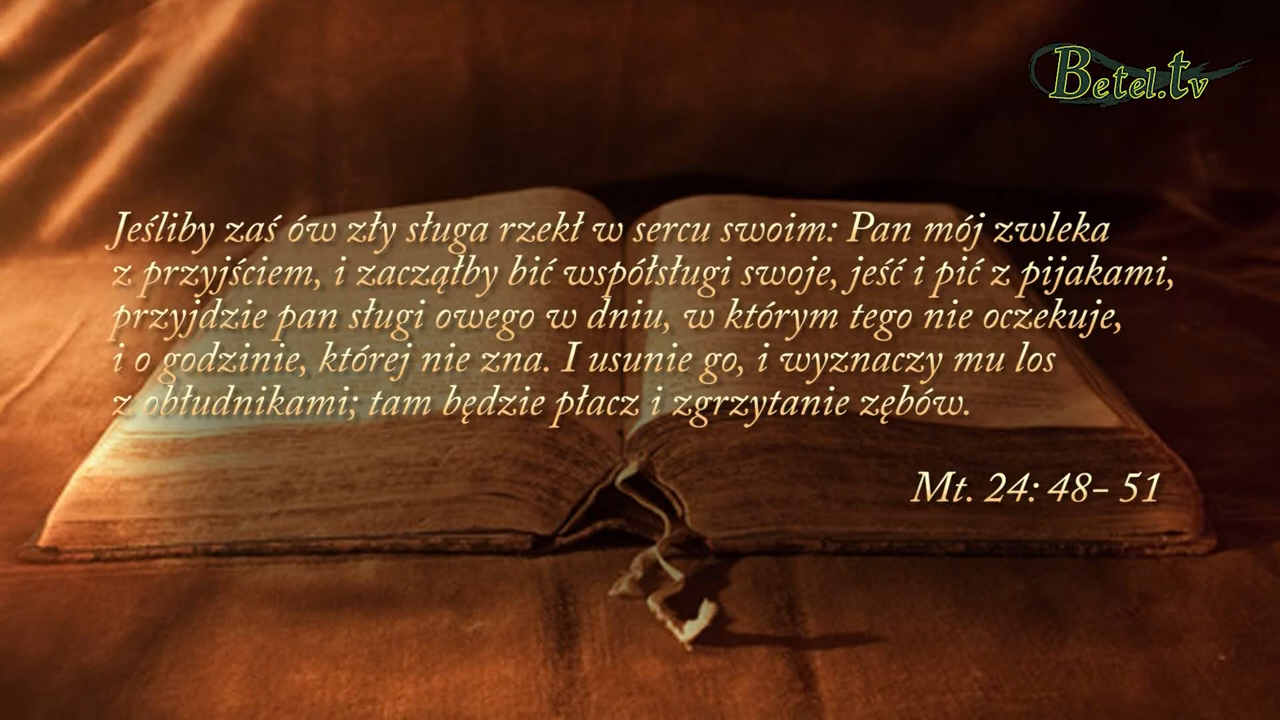 Betel.tv
Jeśliby zaś ów zły sługa rzekł w sercu swoim: Pan mój zwleka
z przyjściem, i zacząłby bić współsługi swoje, jeść i pić z pijakami,
przyjdzie pan sługi owego w dniu, w którym tego nie oczekuje,
i o godzinie, której nie zna. I usunie go, i wyznaczy mu los
z obłudnikami; tam będzie płacz i zgrzytanie zębów.
Mt. 24: 48- 51